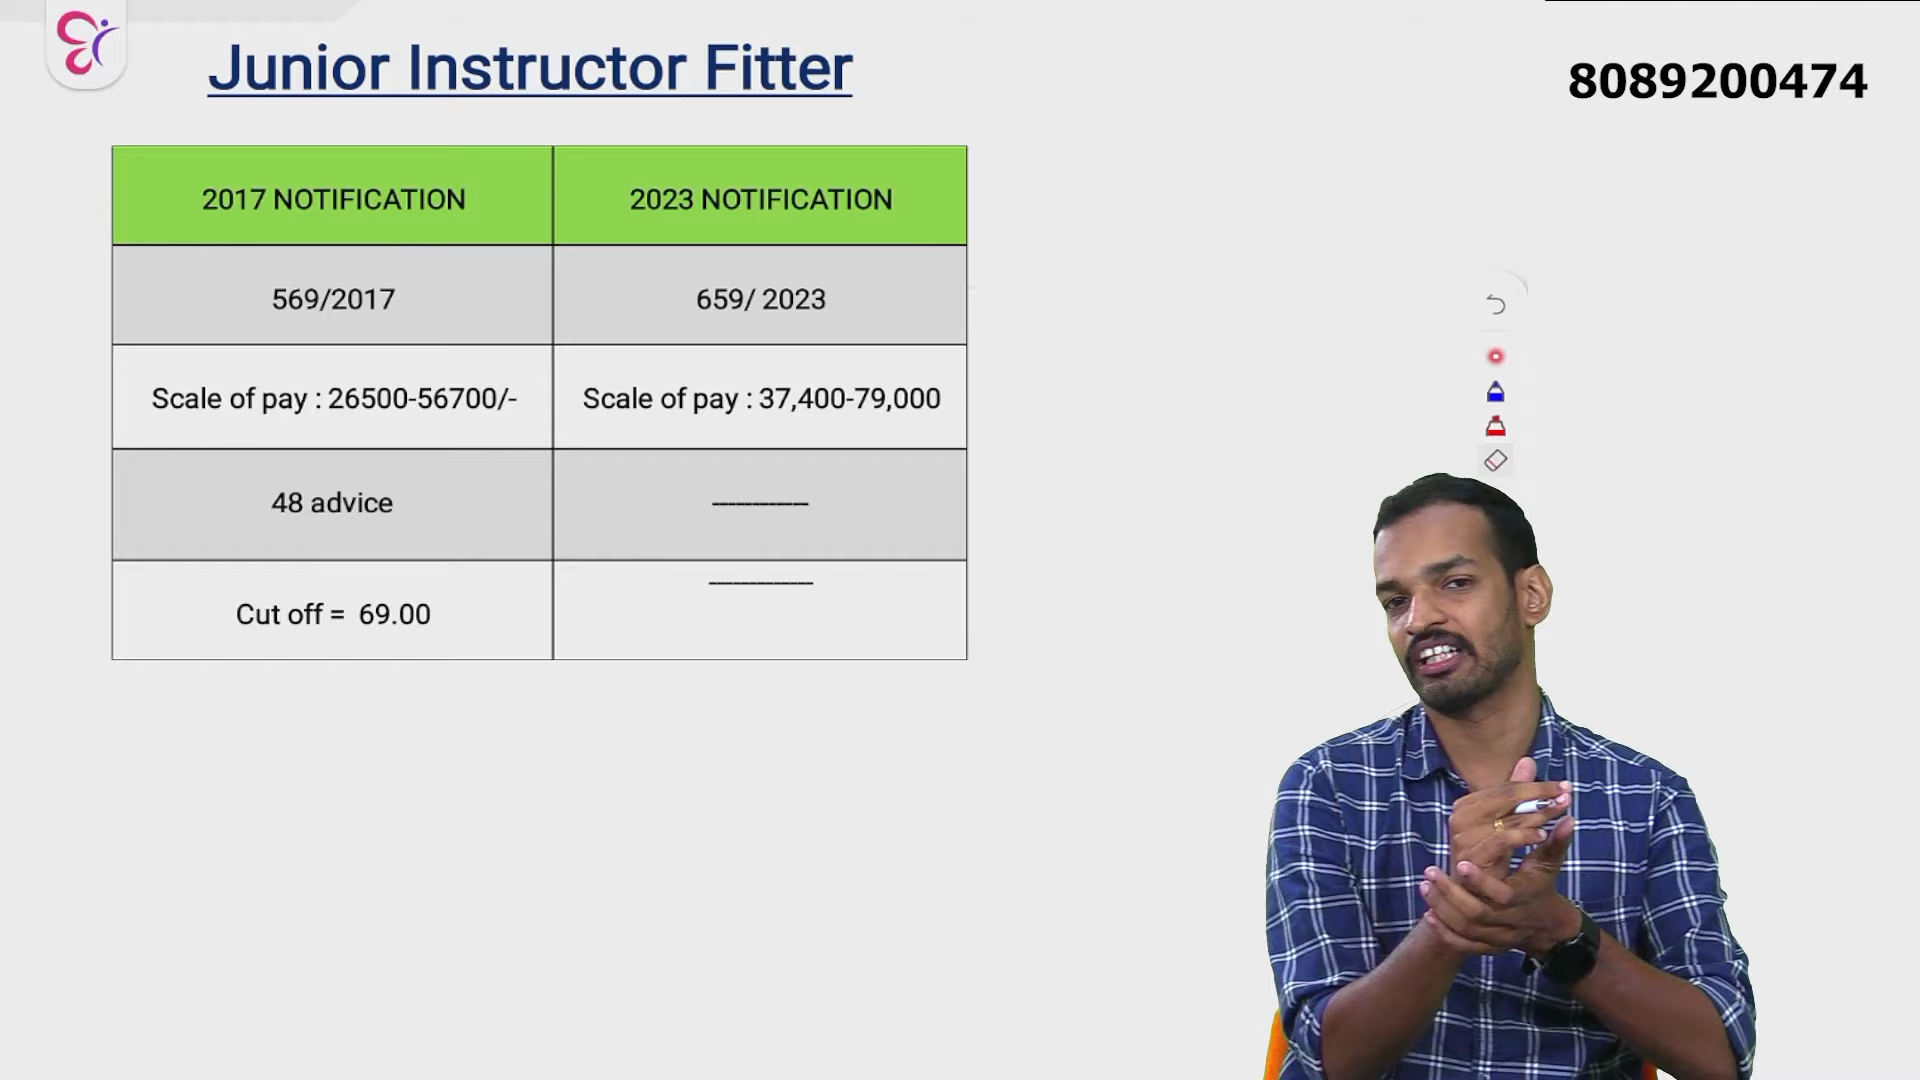 Junior Instructor Fitter
8089200474
2017 NOTIFICATION
2023 NOTIFICATION
569/2017
659/ 2023
Scale of pay : 26500-56700/-
Scale of pay : 37,400-79,000
48 advice
------------
Cut off =  69.00
-------------